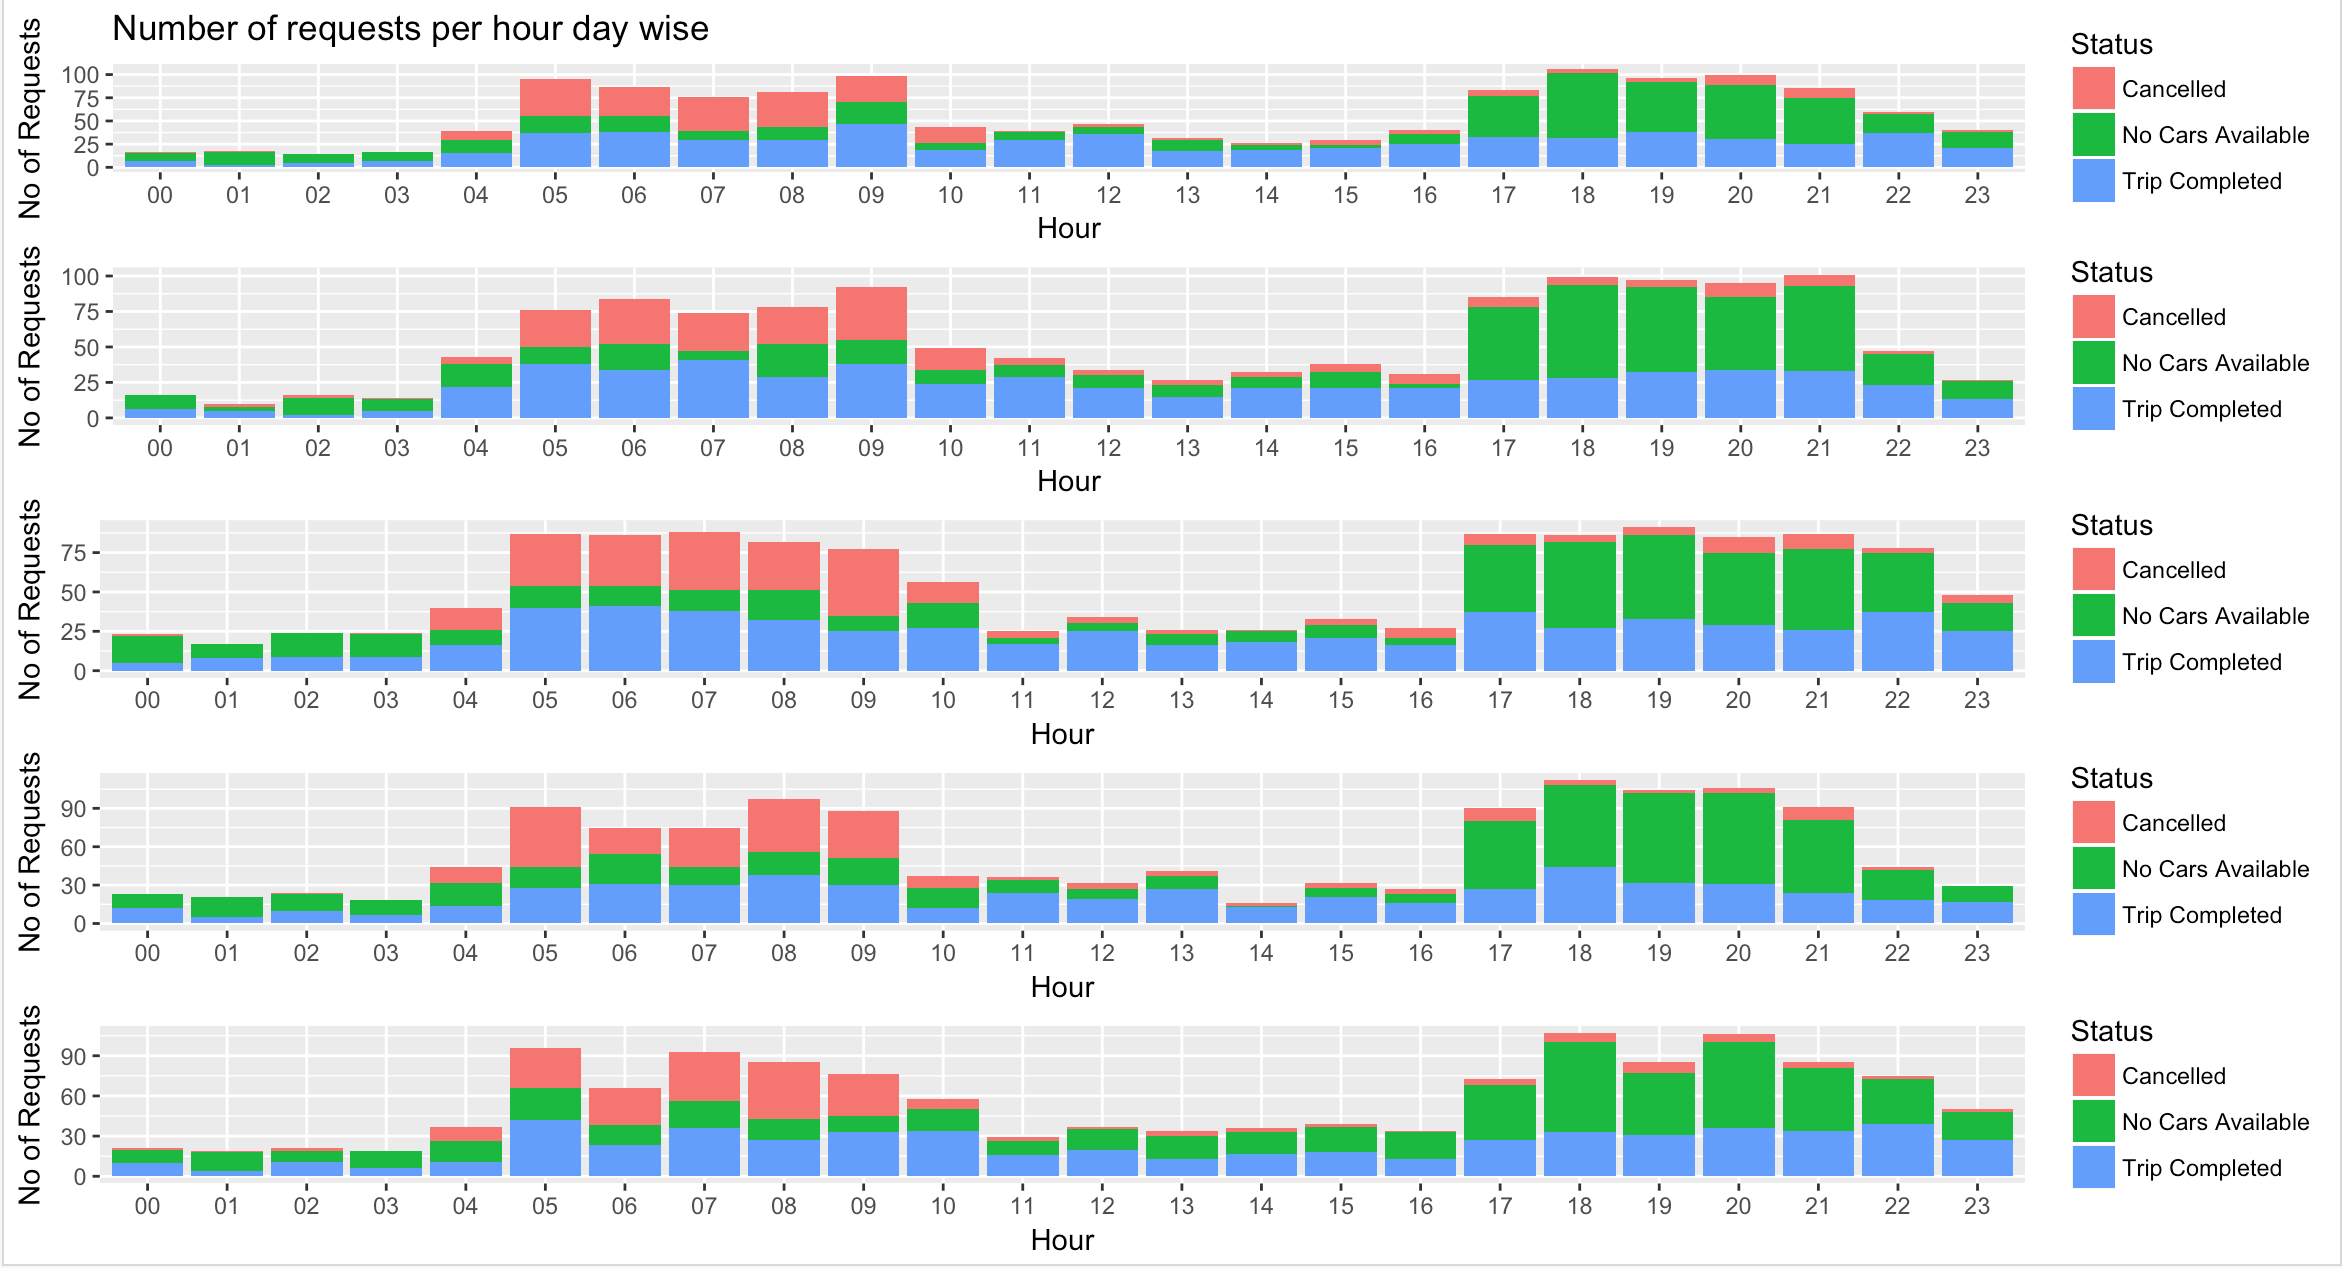 Number of requests per hour day wise
No of Requests
100
75
50
25
0
00 01 02 03 04 05 06 07 08 09 10 11 12 13 14 15 16 17 18 19 20 21 22 23
Hour
Status
Cancelled
No Cars Available
Trip Completed
No of Requests
100
75
50
25
0
00 01 02 03 04 05 06 07 08 09 10 11 12 13 14 15 16 17 18 19 20 21 22 23
Hour
Status
Cancelled
No Cars Available
Trip Completed
No of Requests
75
50
25
0
00 01 02 03 04 05 06 07 08 09 10 11 12 13 14 15 16 17 18 19 20 21 22 23
Hour
Status
Cancelled
No Cars Available
Trip Completed
No of Requests
90
60
30
0
00 01 02 03 04 05 06 07 08 09 10 11 12 13 14 15 16 17 18 19 20 21 22 23
Hour
Status
Cancelled
No Cars Available
Trip Completed
No of Requests
90
60
30
0
00 01 02 03 04 05 06 07 08 09 10 11 12 13 14 15 16 17 18 19 20 21 22 23
Hour
Status
Cancelled
No Cars Available
Trip Completed